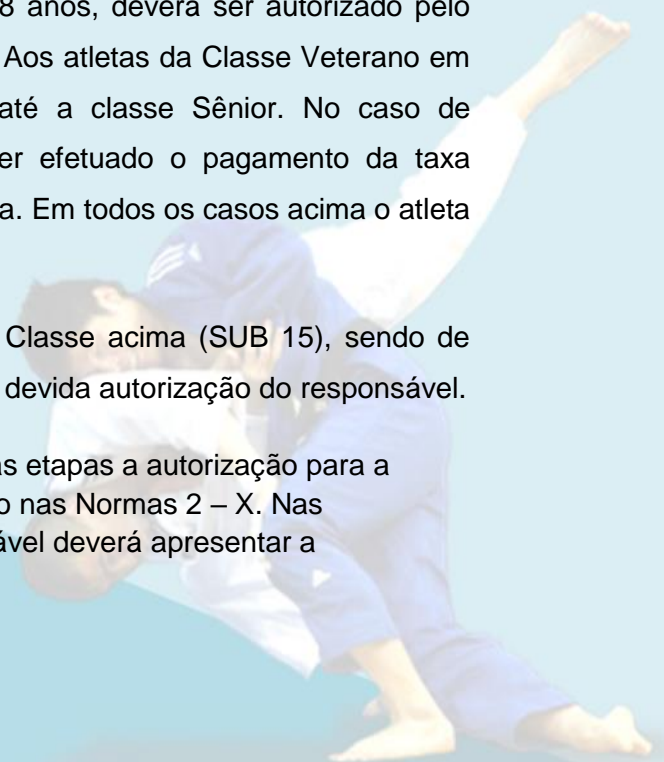 8 anos, deverá ser autorizado pelo
Aos atletas da Classe Veterano em
até a classe Sênior. No caso de
er efetuado o pagamento da taxa
a. Em todos os casos acima o atleta
Classe acima (SUB 15), sendo de
devida autorização do responsável.
as etapas a autorização para a
o nas Normas 2 – X. Nas
ável deverá apresentar a